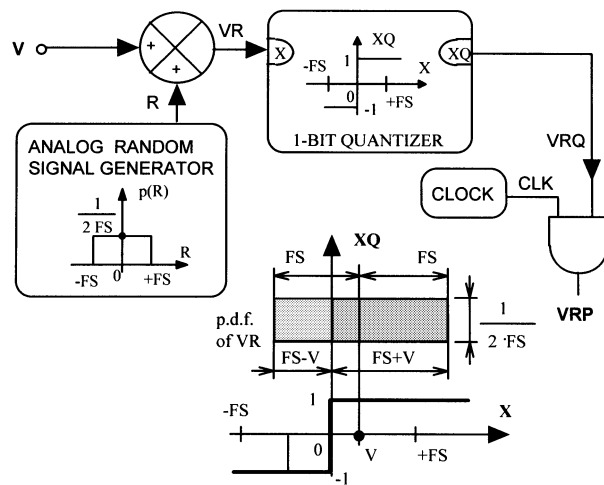 V
+
+
VR
R
X
XQ
1
-FS
X
0
-1
+FS
XQ
1-BIT QUANTIZER
ANALOG RANDOM
SIGNAL GENERATOR
p(R)
1
2 FS
R
-FS
0
+FS
VRQ
CLOCK
CLK
VRP
XQ
FS
FS
p.d.f.
of VR
1
2 · FS
FS-V
FS+V
1
X
-FS
0
V
+FS
-1